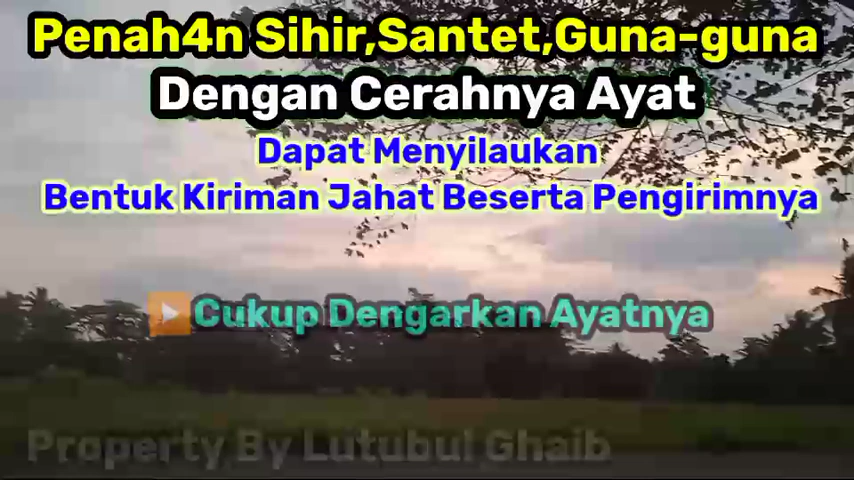 Penah4n Sihir,Santet,Guna-guna
Dengan Cerahnya Ayat
Dapat Menyilaukan
Bentuk Kiriman Jahat Beserta Pengirimnya
Cukup Dengarkan Ayatnya
Property By Lutubul Ghaib